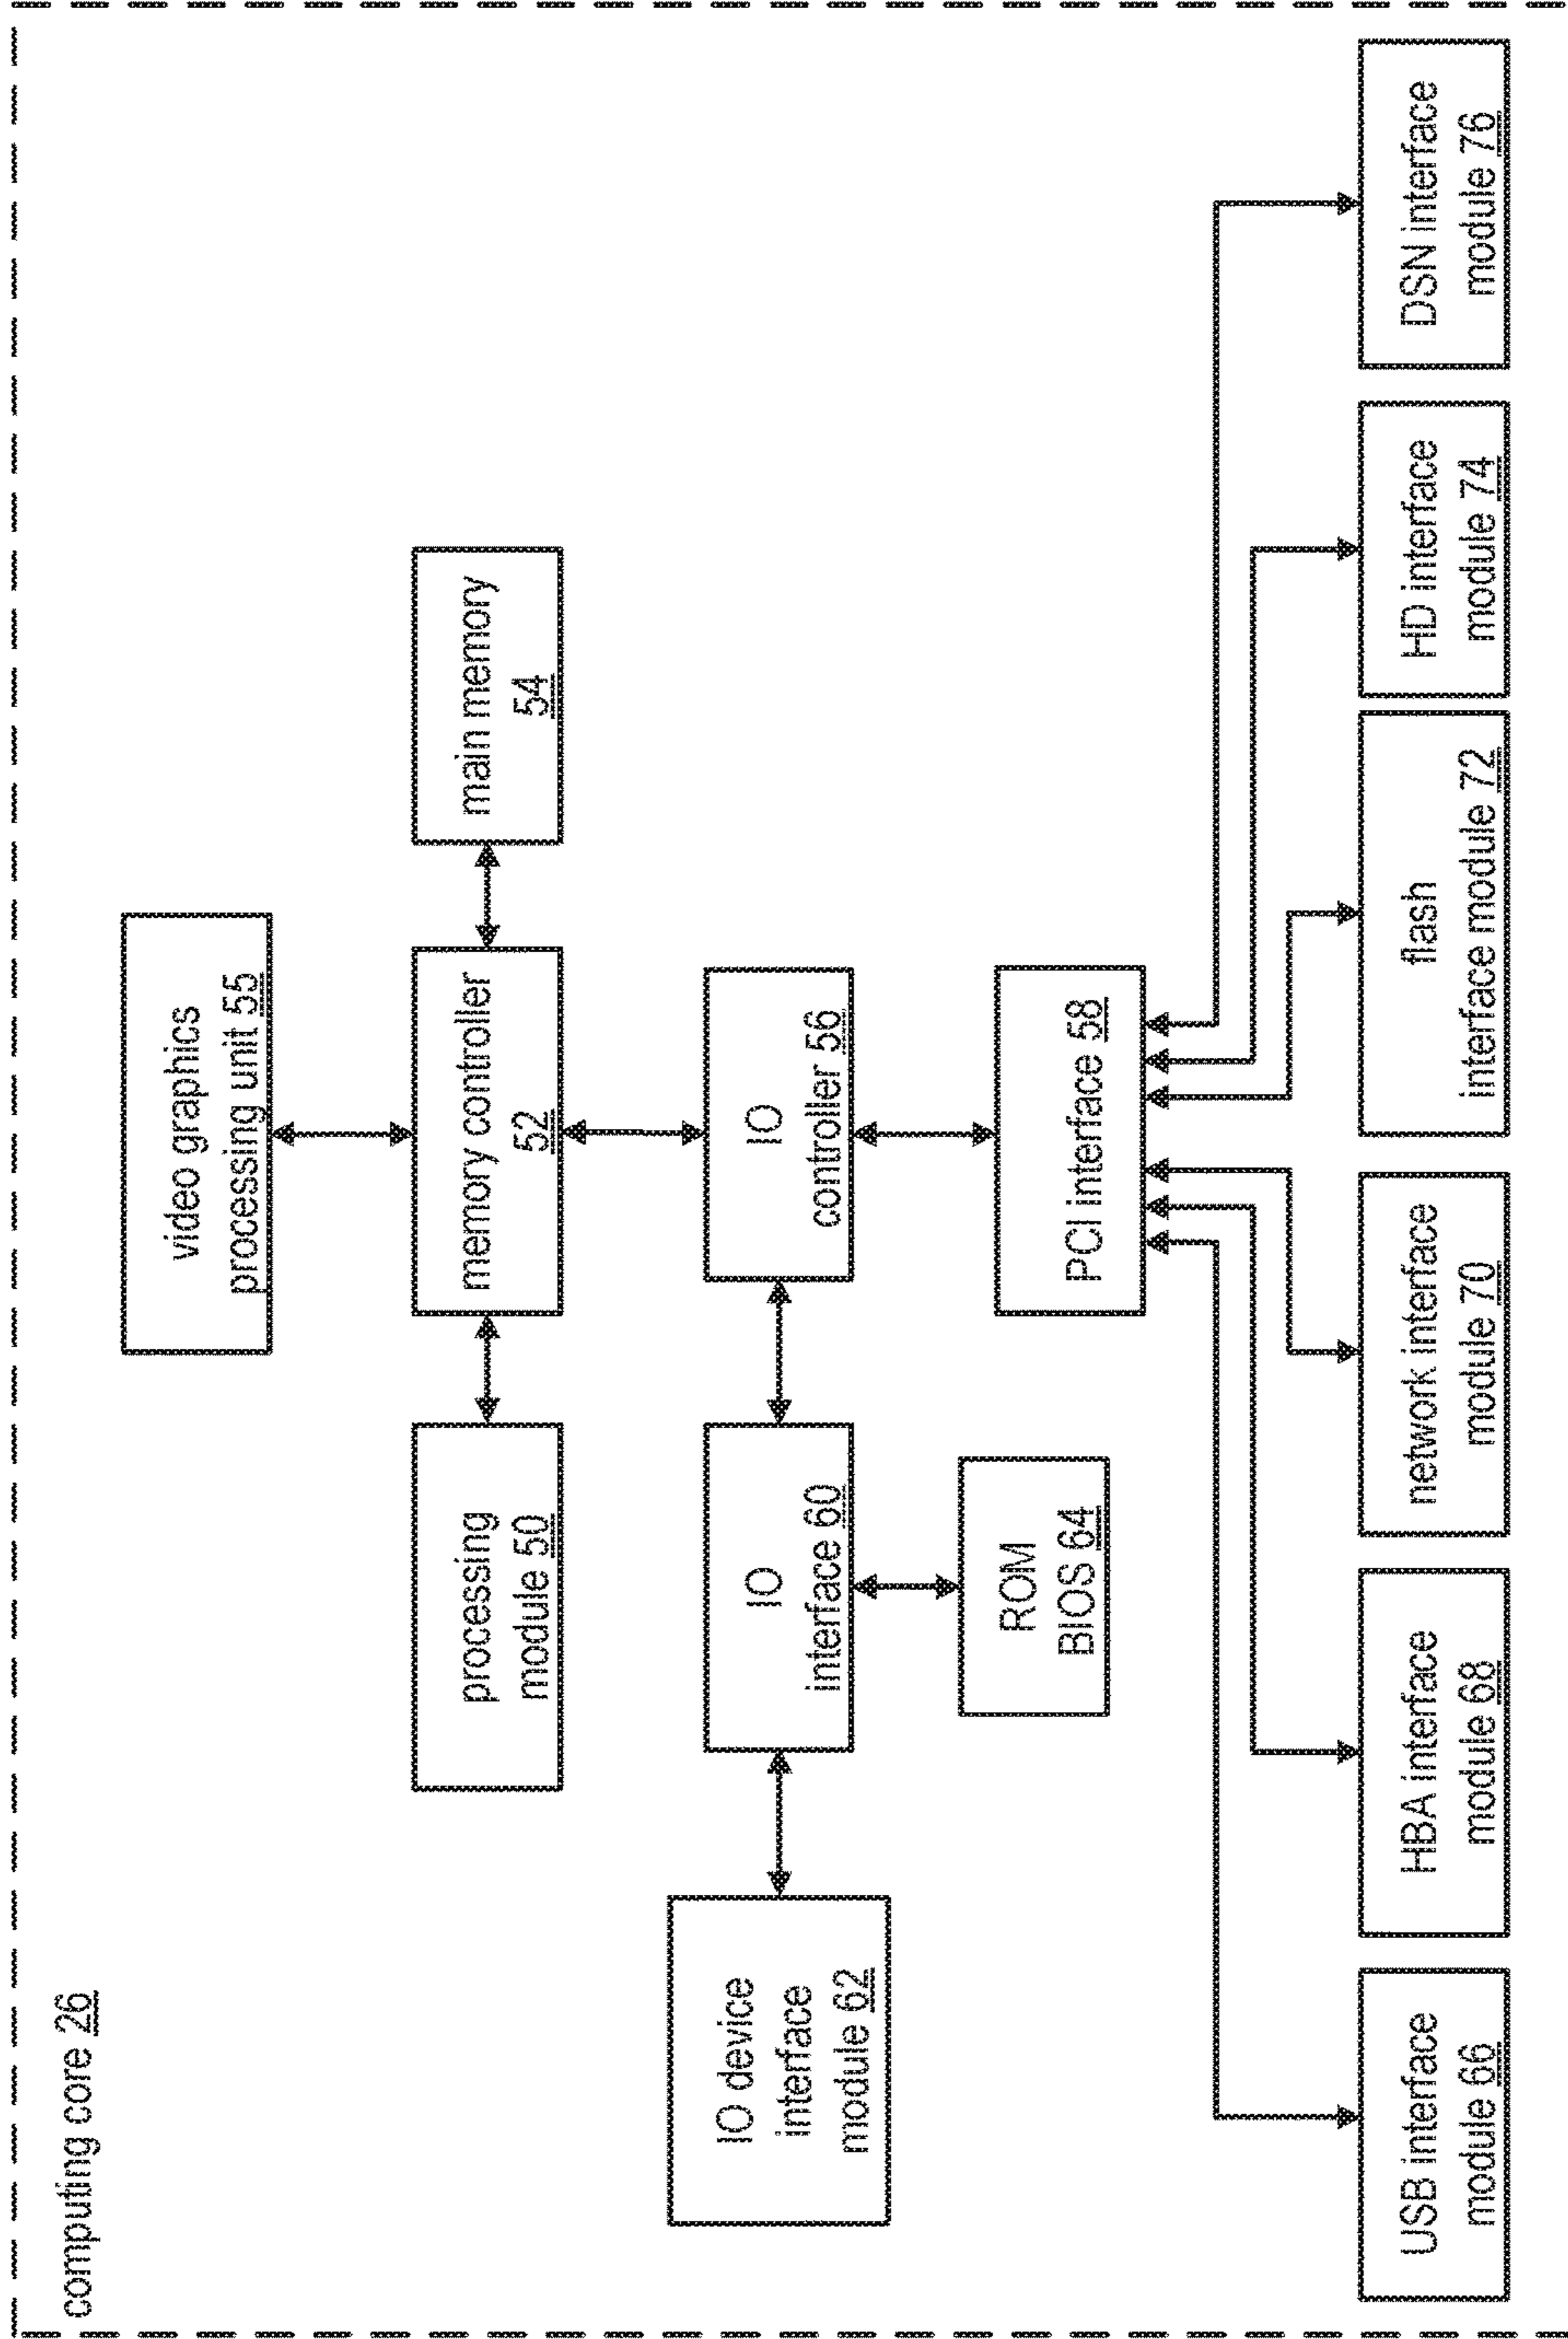 computing core 26
video graphics
processing unit 55
processing
module 50
memory controller
52
main memory
54
IO device
interface
module 62
IO
interface 60
IO
controller 56
ROM
BIOS 64
PCI interface 58
USB interface
module 66
HBA interface
module 68
network interface
module 70
flash
interface module 72
HD interface
module 74
DSN interface
module 76